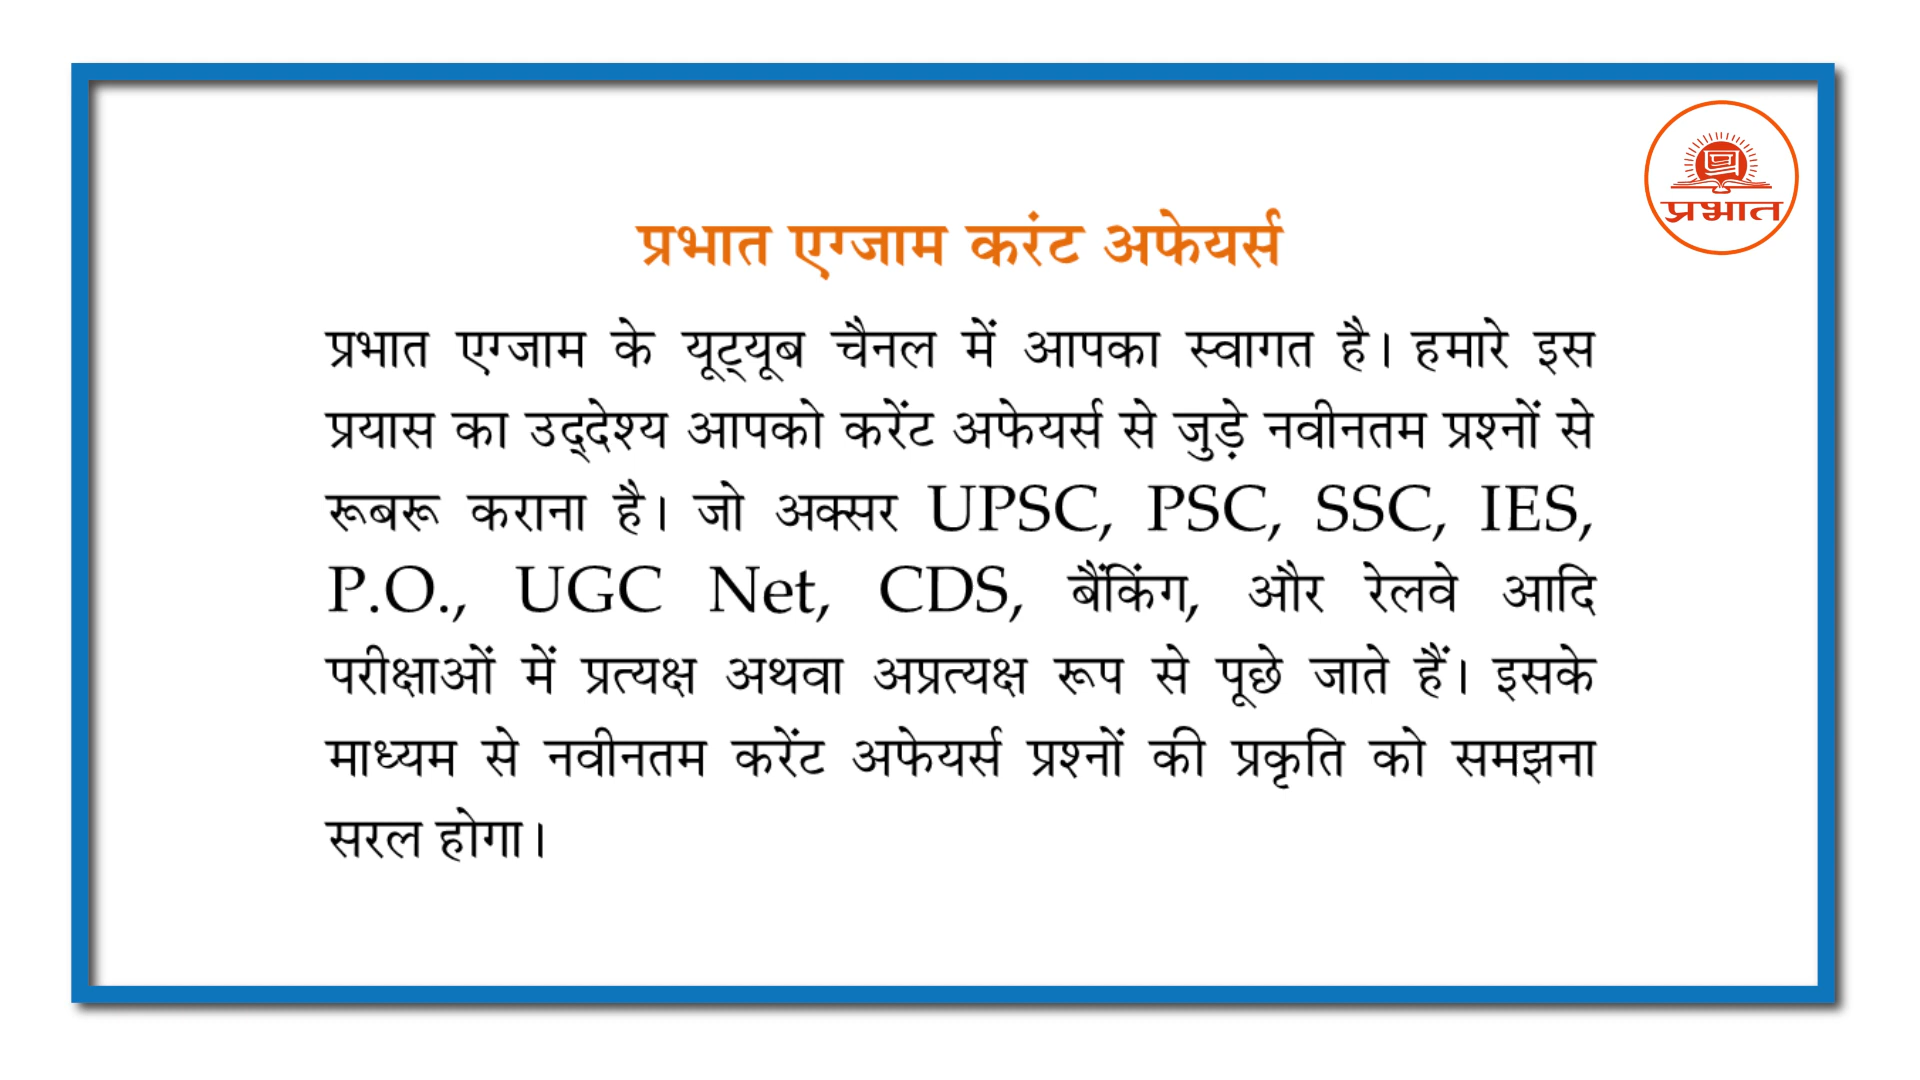 प्रभात
प्रभात एग्जाम करंट अफेयर्स
प्रभात एग्जाम के यूट्यूब चैनल में आपका स्वागत है। हमारे इस
प्रयास का उद्देश्य आपको करेंट अफेयर्स से जुड़े नवीनतम प्रश्नों से
रूबरू कराना है। जो अक्सर UPSC, PSC, SSC, IES,
P.O., UGC Net, CDS, बैंकिंग, और रेलवे आदि
परीक्षाओं में प्रत्यक्ष अथवा अप्रत्यक्ष रूप से पूछे जाते हैं। इसके
माध्यम से नवीनतम करेंट अफेयर्स प्रश्नों की प्रकृति को समझना
सरल होगा।